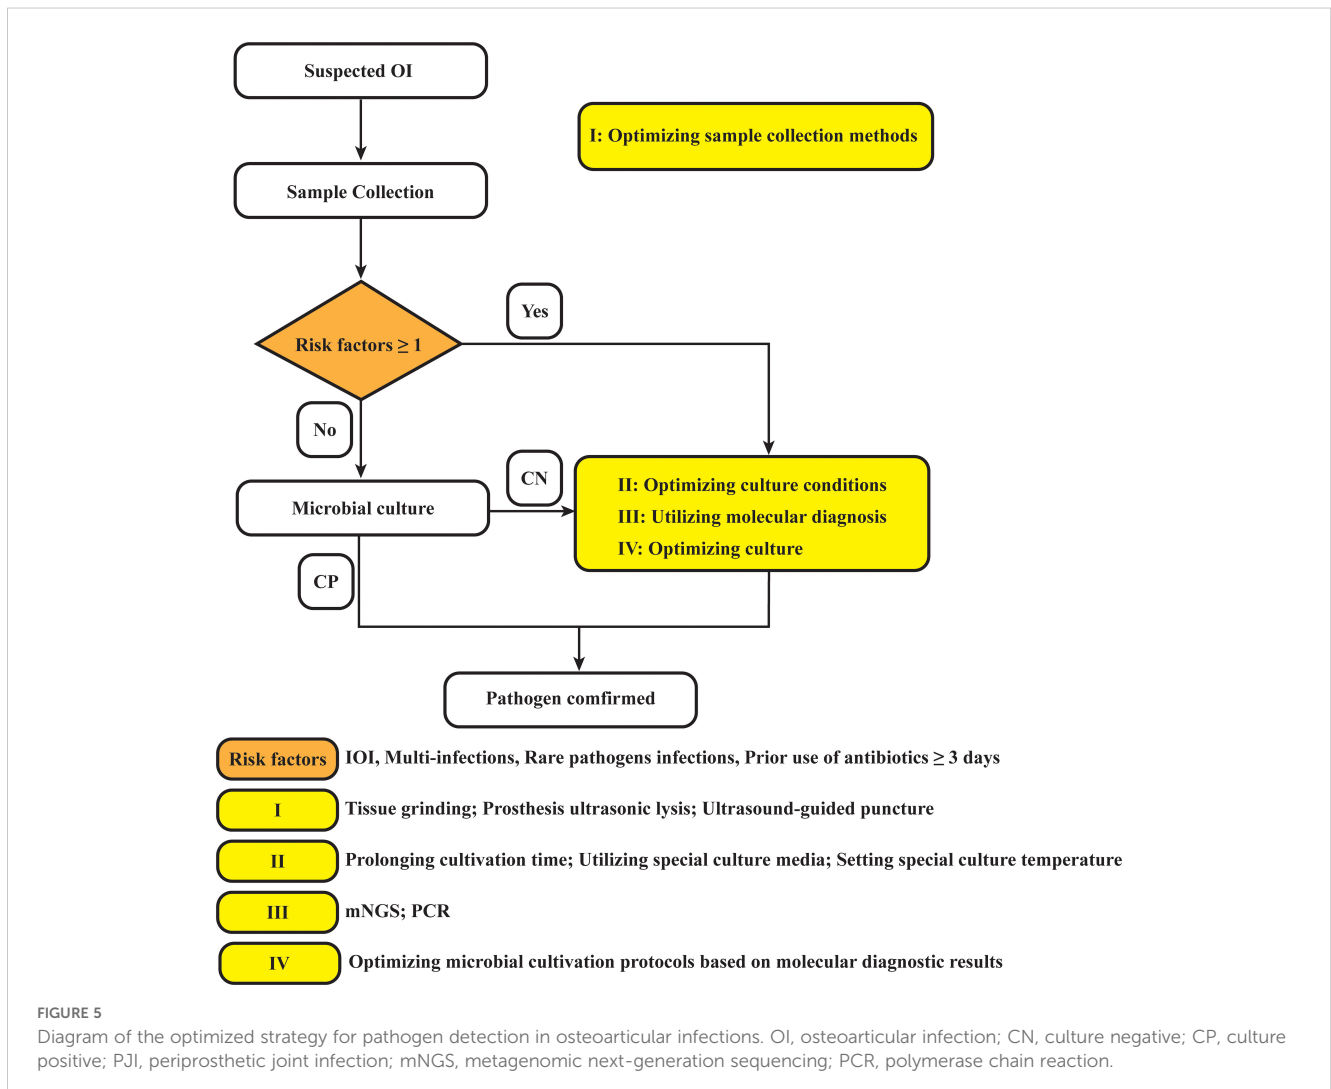 Suspected OI
I: Optimizing sample collection methods
Sample Collection
Yes
Risk factors ≥ 1
No
CN
II: Optimizing culture conditions
III: Utilizing molecular diagnosis
IV: Optimizing culture
Microbial culture
CP
Pathogen comfirmed
Risk factors IOI, Multi-infections, Rare pathogens infections, Prior use of antibiotics ≥ 3 days
I Tissue grinding; Prosthesis ultrasonic lysis; Ultrasound-guided puncture
II Prolonging cultivation time; Utilizing special culture media; Setting special culture temperature
III mNGS; PCR
IV Optimizing microbial cultivation protocols based on molecular diagnostic results
FIGURE 5
Diagram of the optimized strategy for pathogen detection in osteoarticular infections. OI, osteoarticular infection; CN, culture negative; CP, culture
positive; PJI, periprosthetic joint infection; mNGS, metagenomic next-generation sequencing; PCR, polymerase chain reaction.